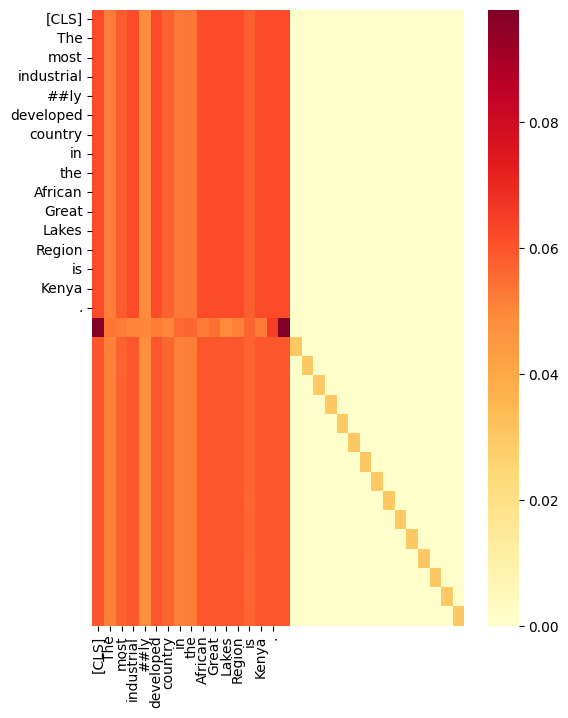 [CLS]
The
most
industrial
##ly
developed
country
in
the
African
Great
Lakes
Region
is
Kenya
.
0.08
0.06
0.04
0.02
0.00
[CLS]
The
most
industrial
##ly
developed
country
in
the
African
Great
Lakes
Region
is
Kenya
.